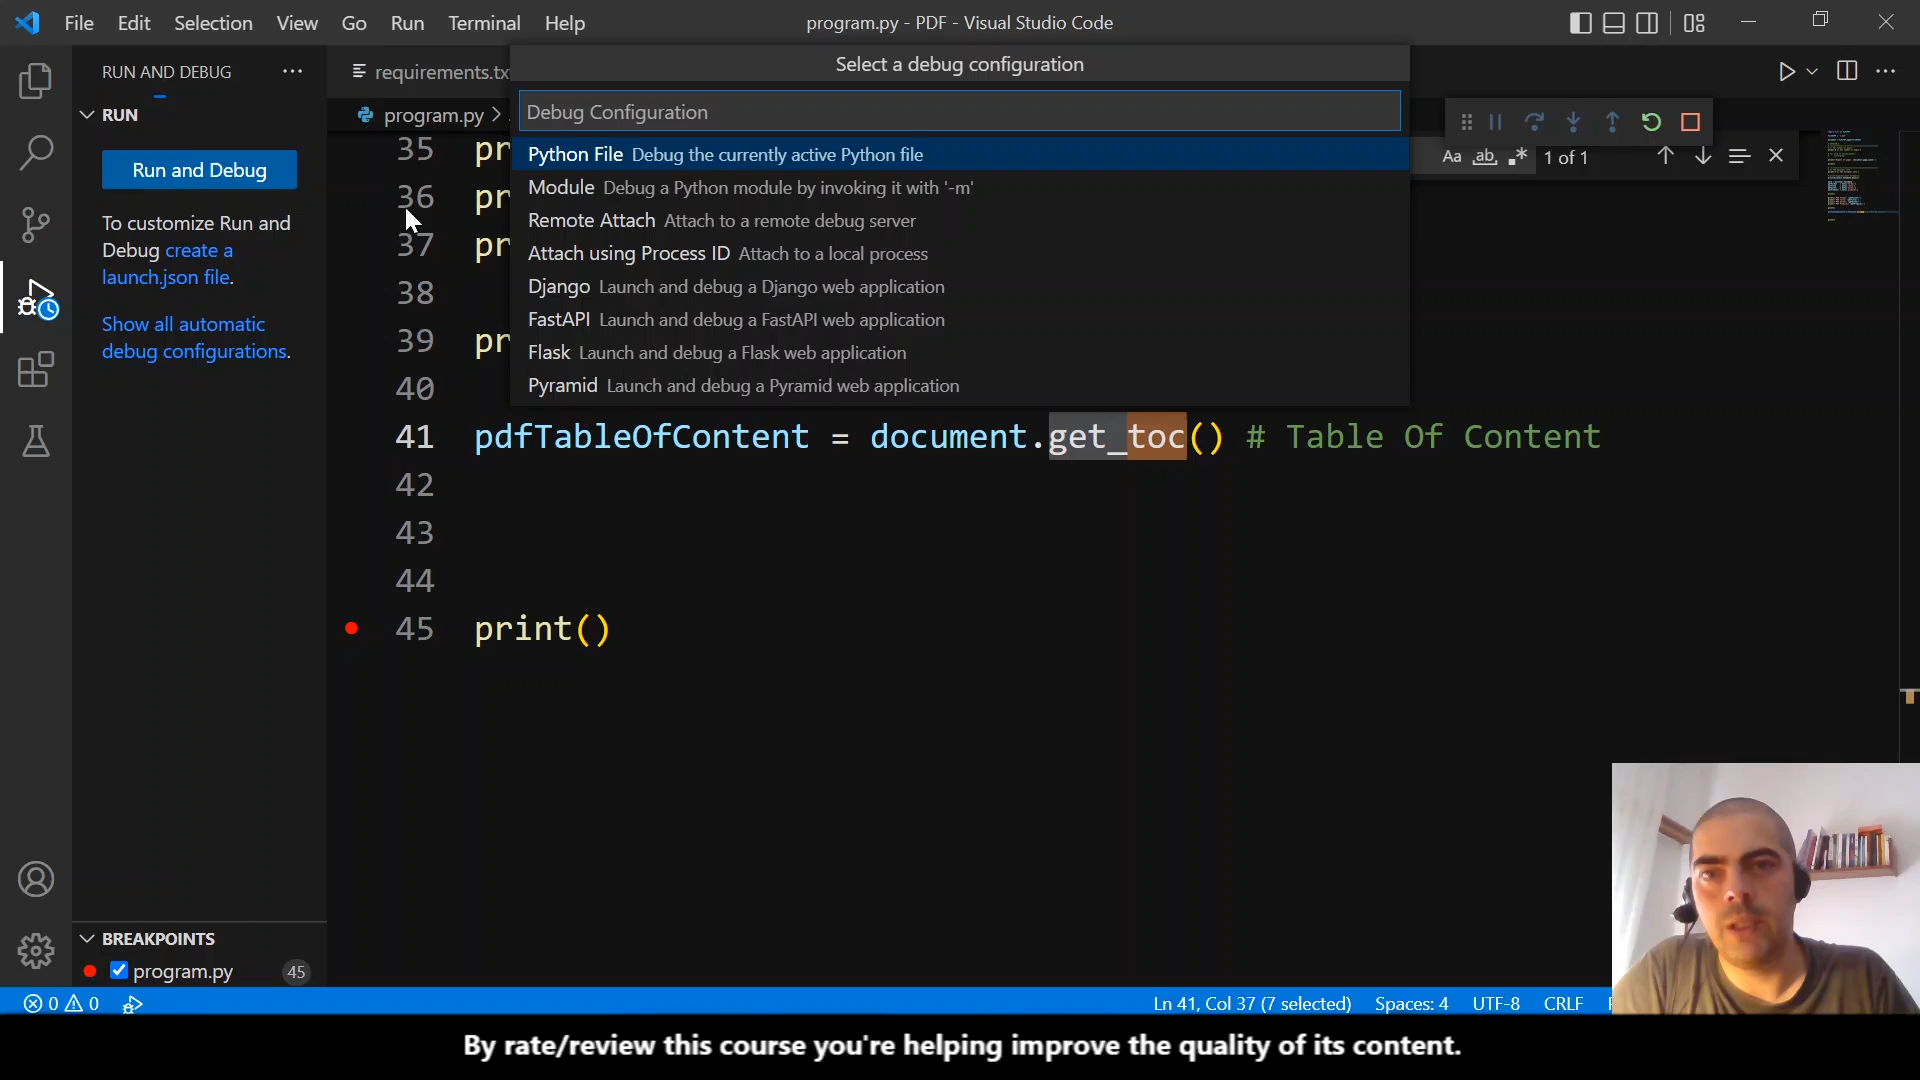 File Edit Selection View Go Run Terminal Help
program.py - PDF - Visual Studio Code
RUN AND DEBUG
RUN
Run and Debug
To customize Run and
Debug create a
launch.json file.
Show all automatic
debug configurations.
BREAKPOINTS
program.py 45
requirements.tx
program.py
Select a debug configuration
Debug Configuration
Python File Debug the currently active Python file
Module Debug a Python module by invoking it with '-m'
Remote Attach Attach to a remote debug server
Attach using Process ID Attach to a local process
Django Launch and debug a Django web application
FastAPI Launch and debug a FastAPI web application
Flask Launch and debug a Flask web application
Pyramid Launch and debug a Pyramid web application
Aa ab 1 of 1
35 pr
36 pr
37 pr
38
39 pr
40
41 pdfTableOfContent = document.get_toc() # Table Of Content
42
43
44
45 print()
0 0
Ln 41, Col 37 (7 selected) Spaces: 4 UTF-8 CRLF
By rate/review this course you're helping improve the quality of its content.